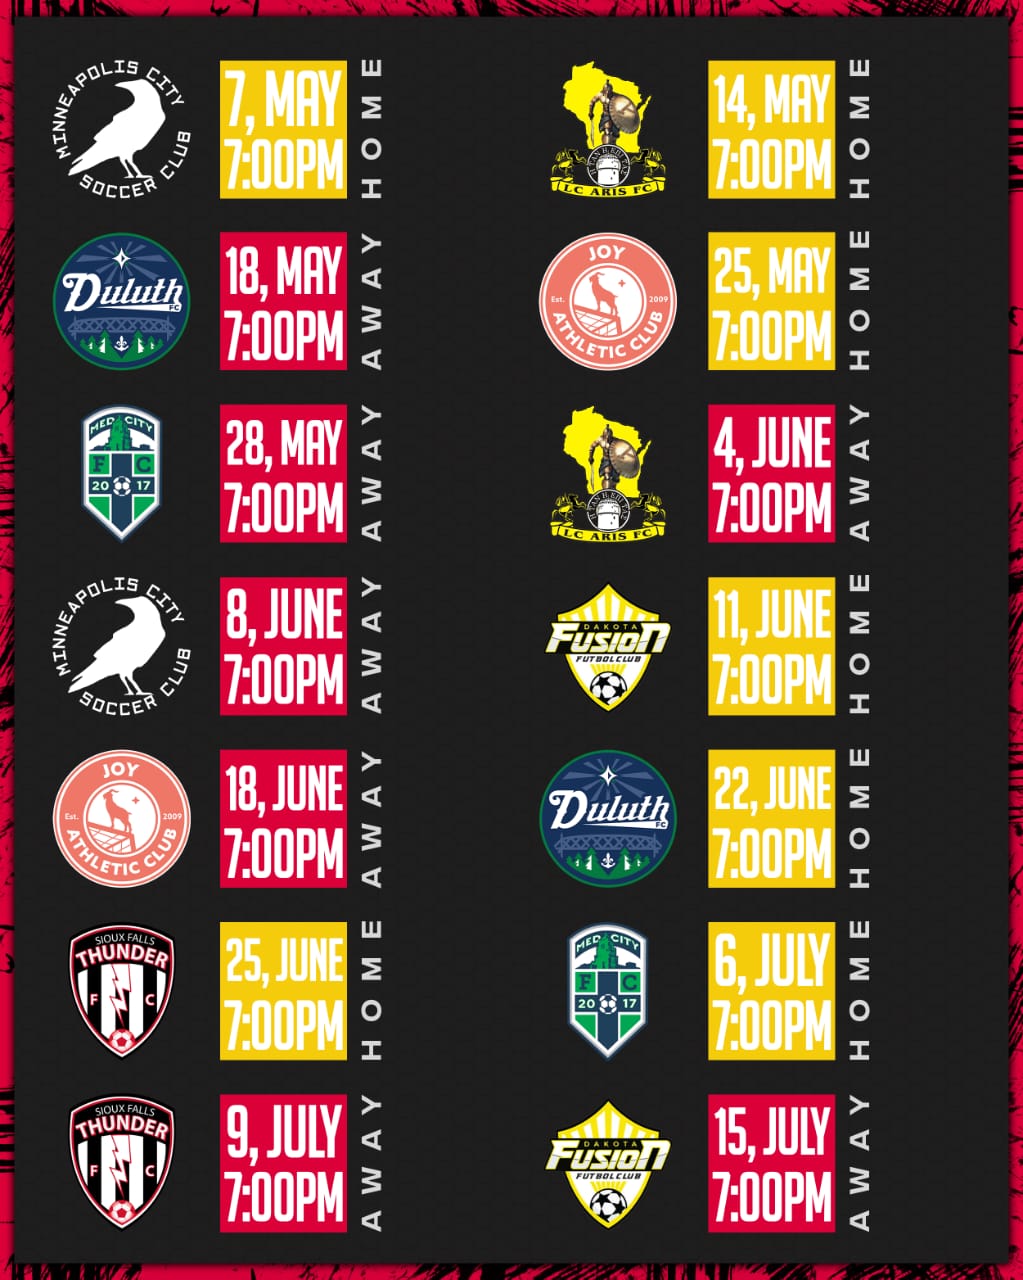 MINNEAPOLIS CITY
SOCCER CLUB
7, MAY
7:00PM
HOME
LC ARIS FC
14, MAY
7:00PM
HOME
Duluth
FC
18, MAY
7:00PM
AWAY
JOY
Est. 2009
ATHLETIC CLUB
25, MAY
7:00PM
HOME
MED CITY
F C
20 17
28, MAY
7:00PM
AWAY
LC ARIS FC
4, JUNE
7:00PM
AWAY
MINNEAPOLIS CITY
SOCCER CLUB
8, JUNE
7:00PM
AWAY
DAKOTA
FUSION
FUTBOL CLUB
11, JUNE
7:00PM
HOME
JOY
Est. 2009
ATHLETIC CLUB
18, JUNE
7:00PM
AWAY
Duluth
FC
22, JUNE
7:00PM
HOME
SIOUX FALLS
THUNDER
F C
25, JUNE
7:00PM
HOME
MED CITY
F C
20 17
6, JULY
7:00PM
HOME
SIOUX FALLS
THUNDER
F C
9, JULY
7:00PM
AWAY
DAKOTA
FUSION
FUTBOL CLUB
15, JULY
7:00PM
AWAY